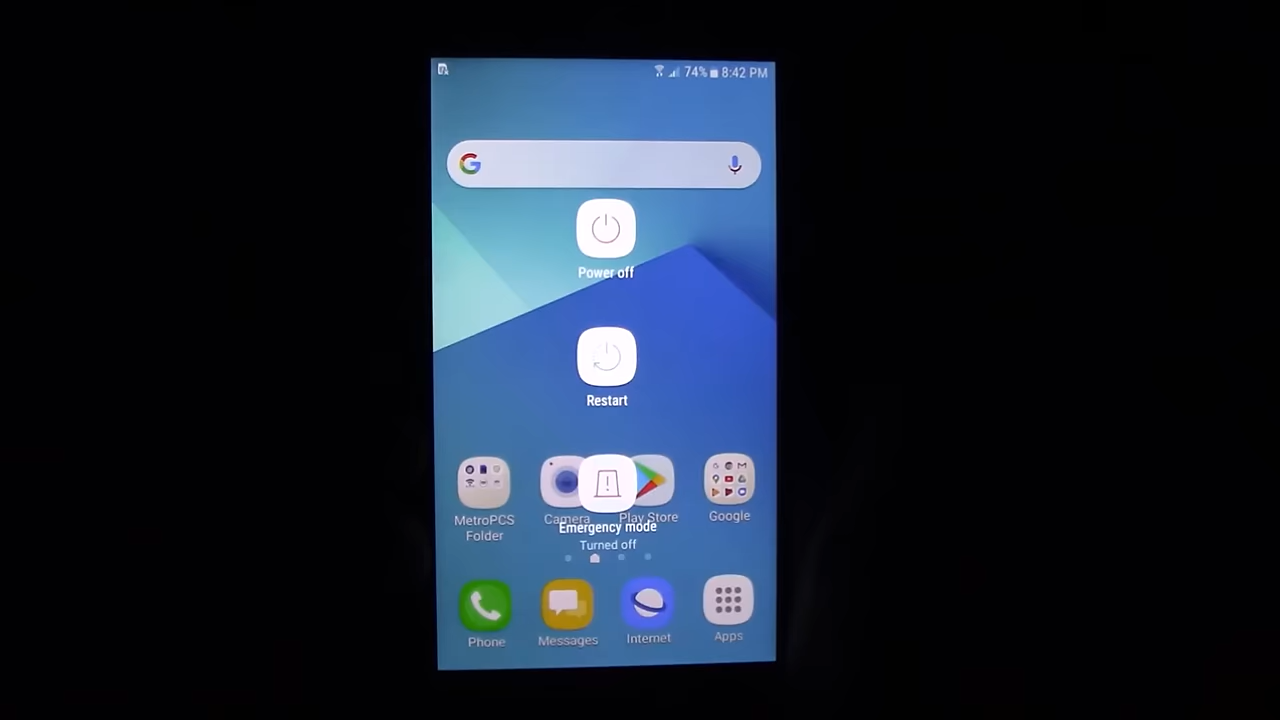 74% 8:42 PM
Power off
Restart
MetroPCS
Folder
Camera
Play Store
Google
Emergency mode
Turned off
Phone
Messages
Internet
Apps